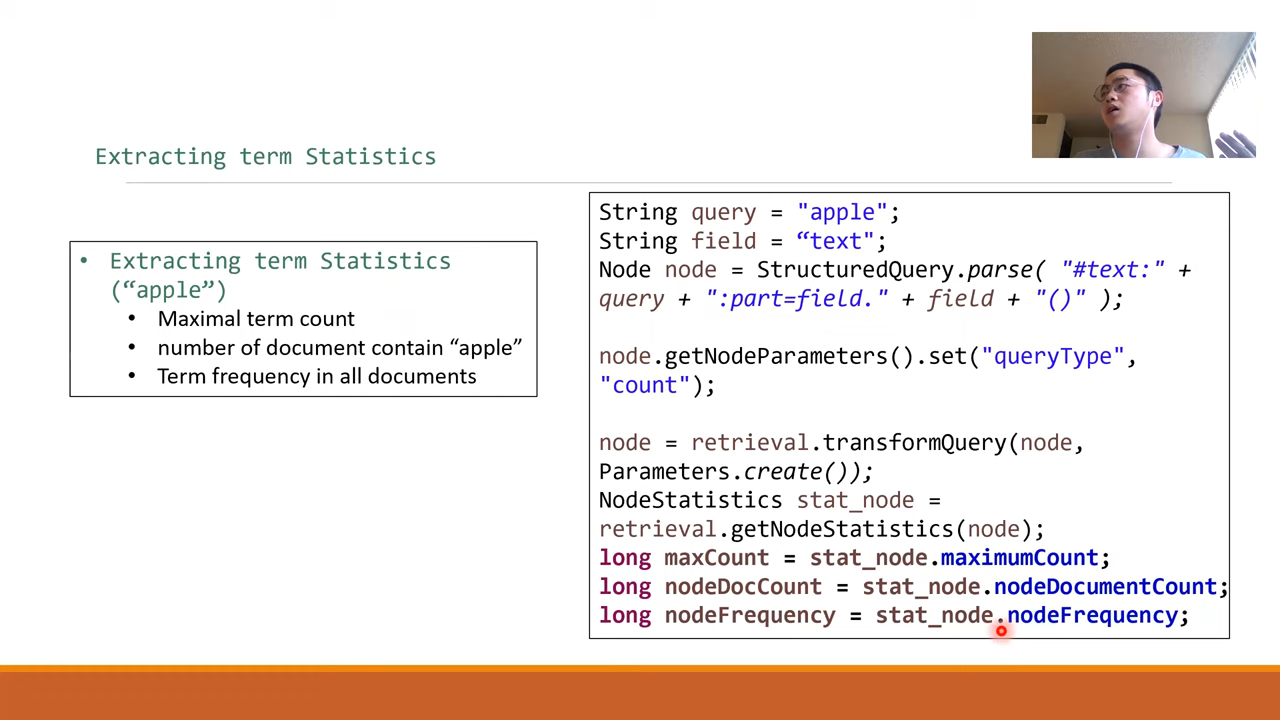 Extracting term Statistics
• Extracting term Statistics
(“apple”)
• Maximal term count
• number of document contain “apple”
• Term frequency in all documents
String query = "apple";
String field = “text";
Node node = StructuredQuery.parse( "#text:" +
query + ":part=field." + field + "()" );
node.getNodeParameters().set("queryType",
"count");
node = retrieval.transformQuery(node,
Parameters.create());
NodeStatistics stat_node =
retrieval.getNodeStatistics(node);
long maxCount = stat_node.maximumCount;
long nodeDocCount = stat_node.nodeDocumentCount;
long nodeFrequency = stat_node.nodeFrequency;